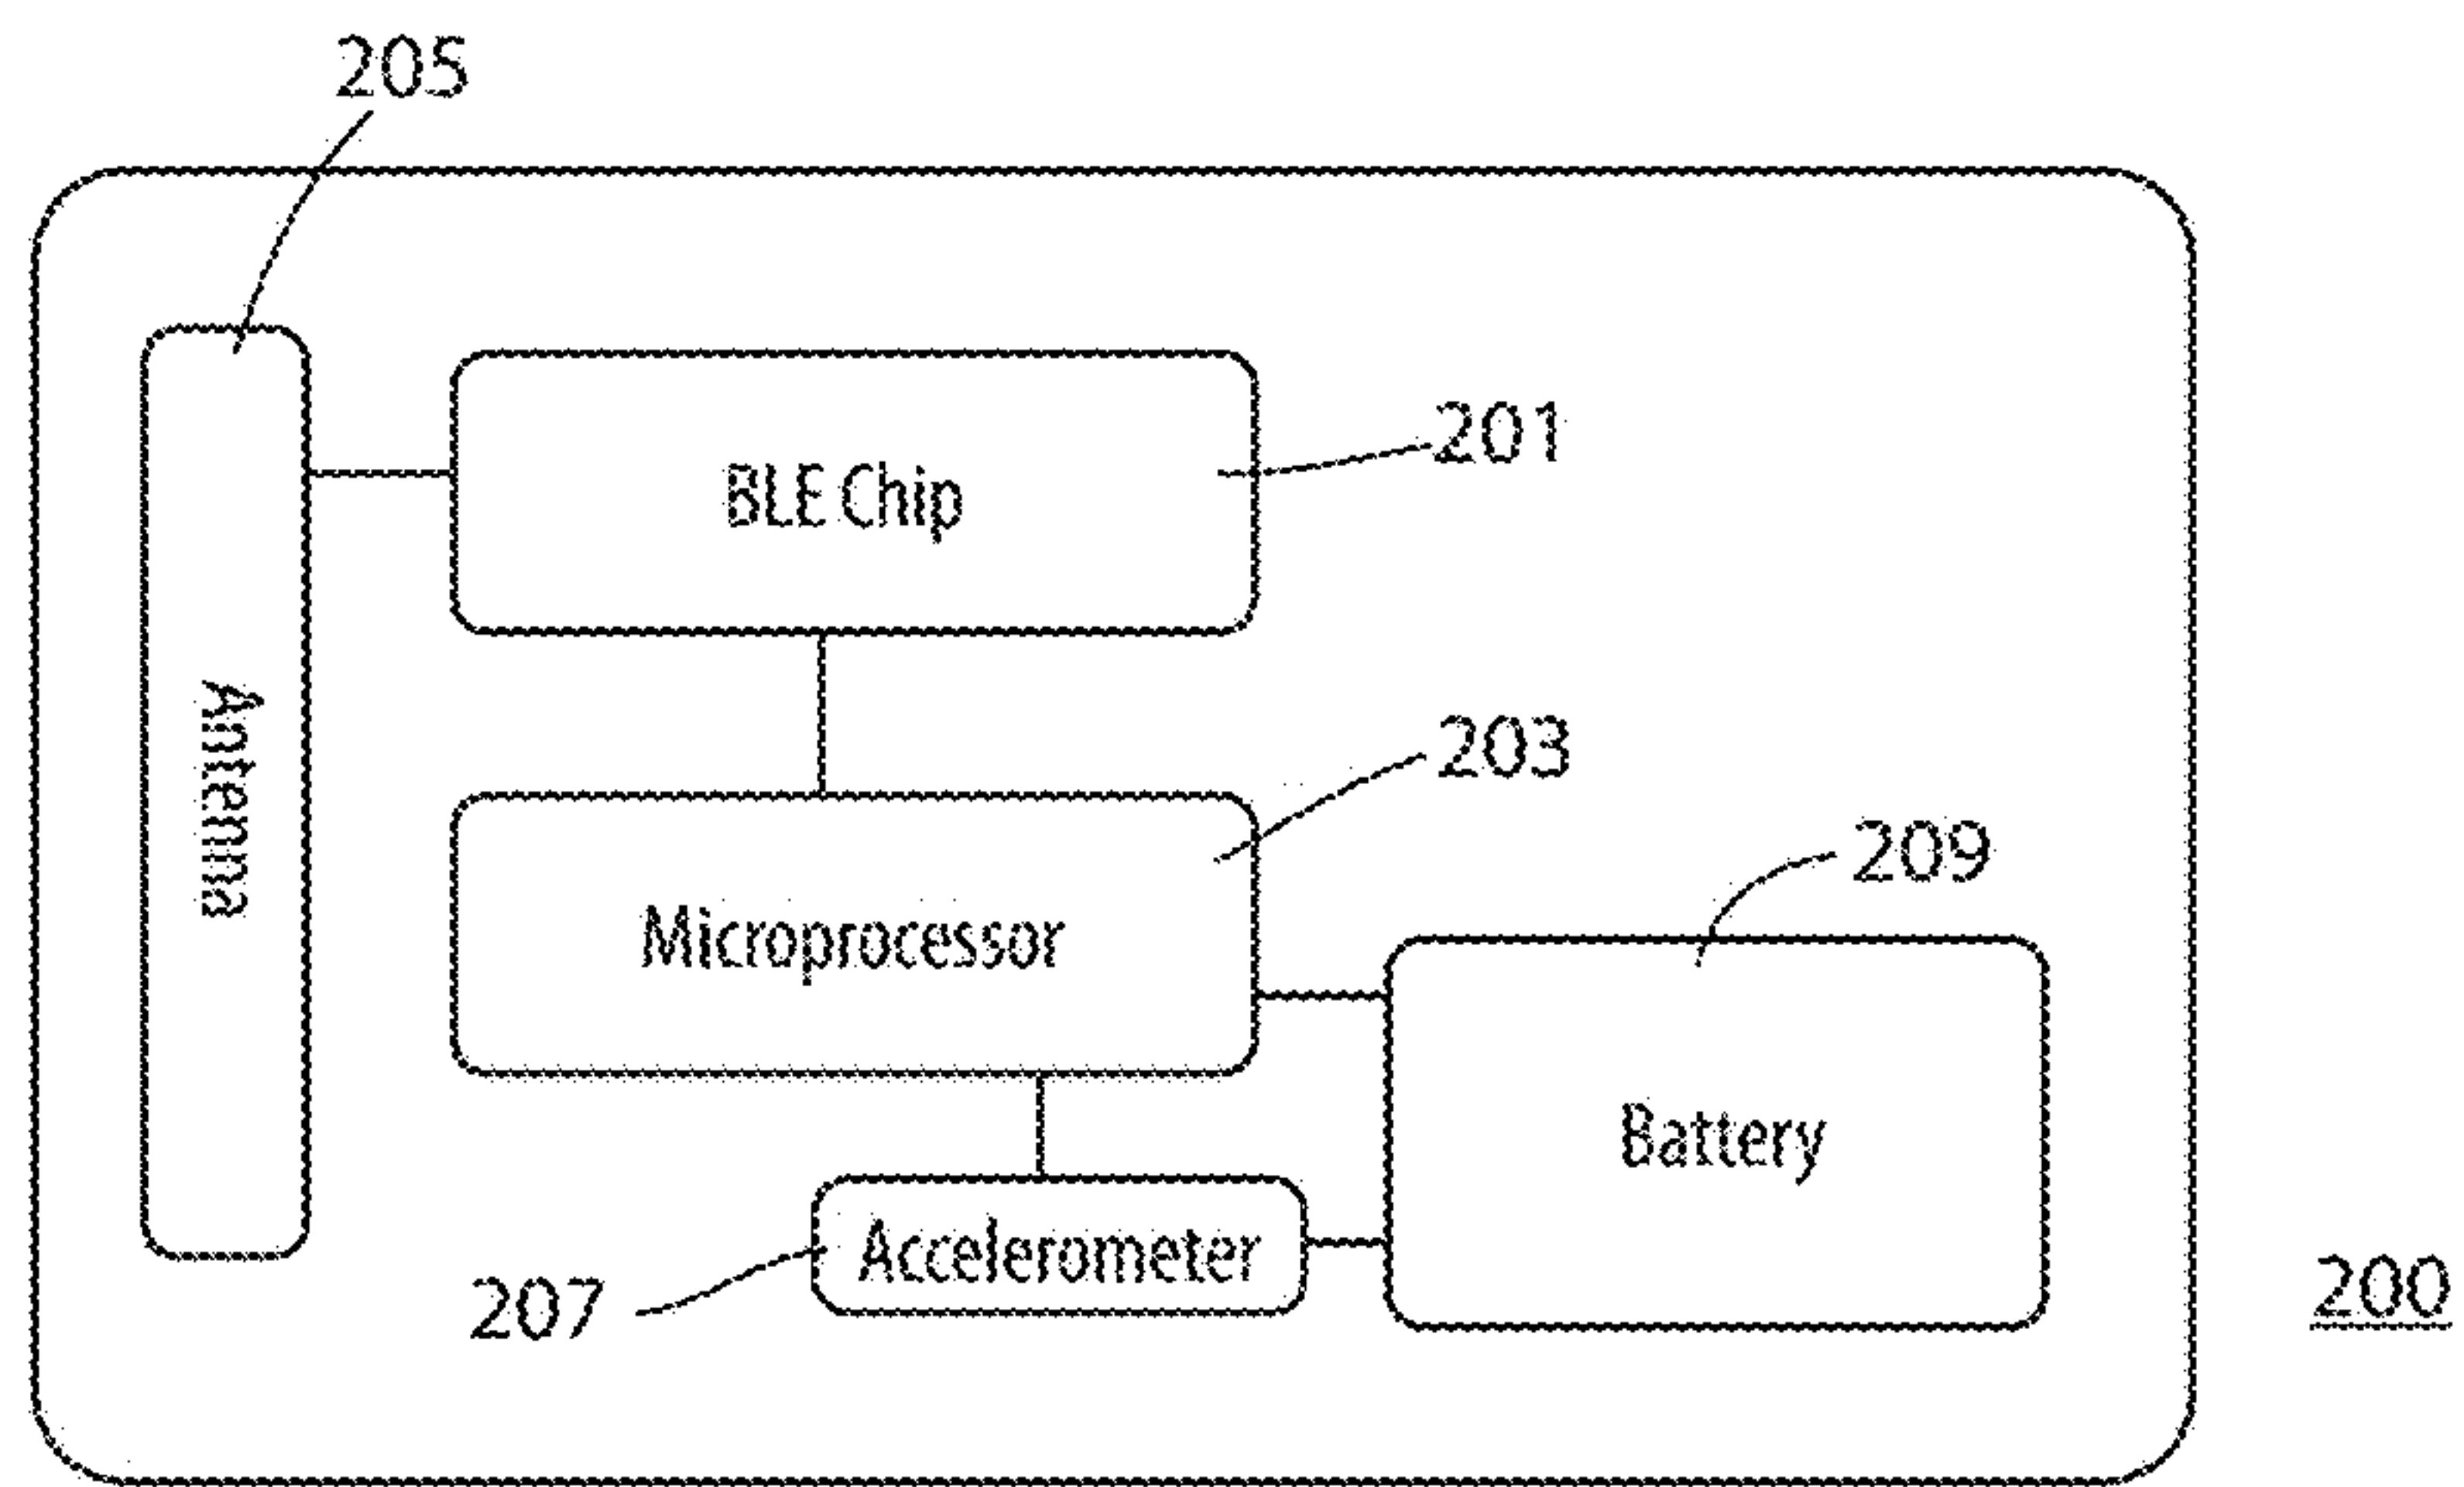 205
BLE Chip
201
Antenna
203
Microprocessor
209
Battery
Accelerometer
207
200